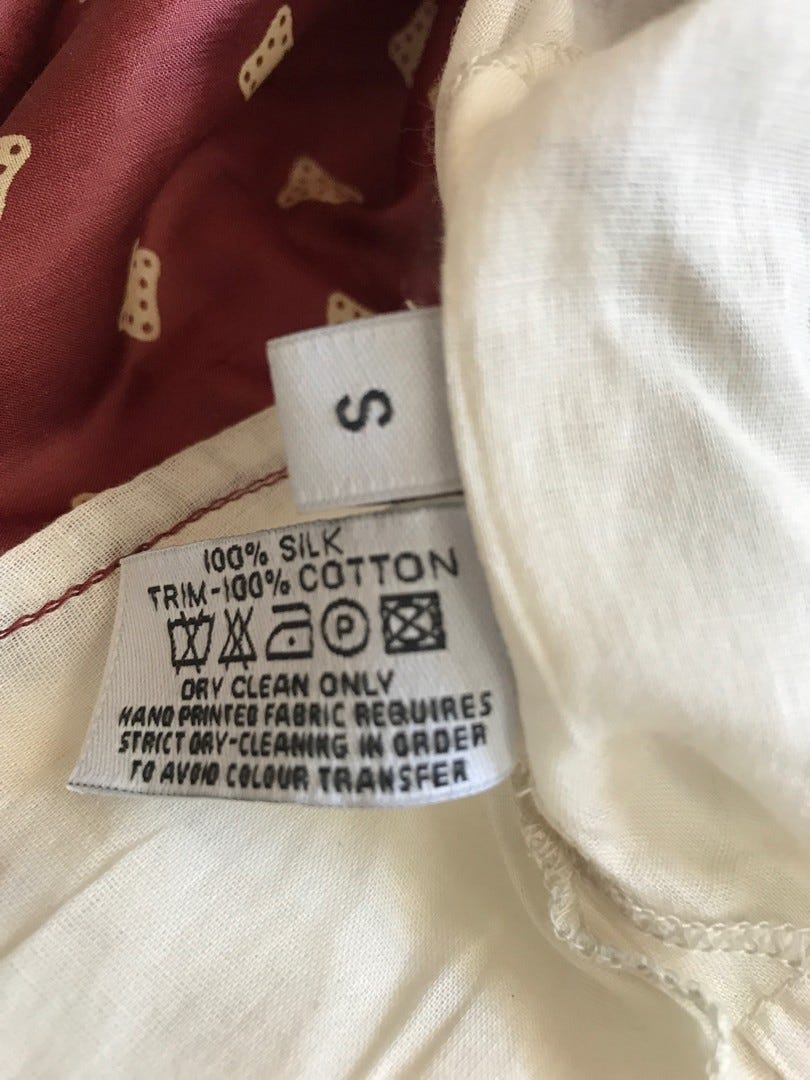 S
100% SILK
TRIM-100% COTTON
P
DRY CLEAN ONLY
HAND PRINTED FABRIC REQUIRES
STRICT DRY-CLEANING IN ORDER
TO AVOID COLOUR TRANSFER